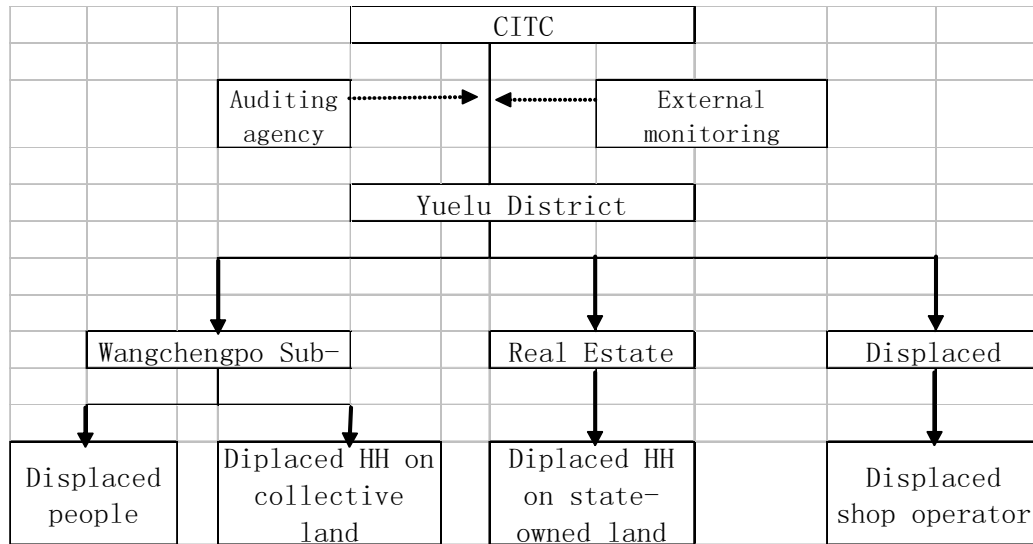 CITC
Auditing
agency
External
monitoring
Yuelu District
Wangchengpo Sub-
Real Estate
Displaced
Displaced
people
Diplaced HH on
collective
land
Diplaced HH
on state-
owned land
Displaced
shop operator